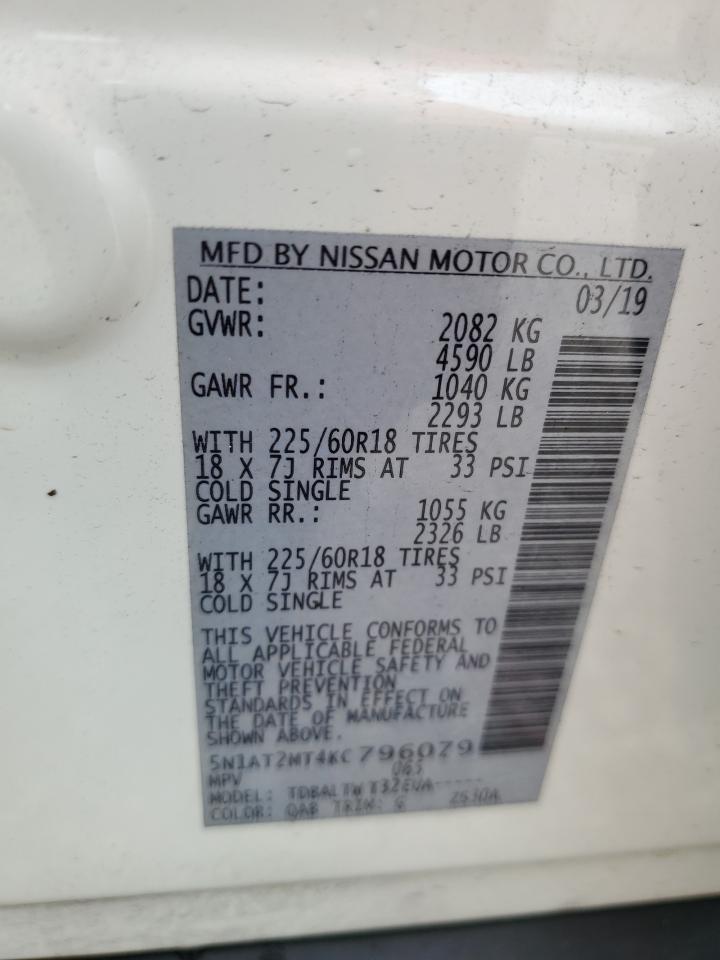 MFD BY NISSAN MOTOR CO., LTD.
DATE: 03/19
GVWR: 2082 KG
4590 LB
GAWR FR.: 1040 KG
2293 LB
WITH 225/60R18 TIRES
18 X 7J RIMS AT 33 PSI
COLD SINGLE
GAWR RR.: 1055 KG
2326 LB
WITH 225/60R18 TIRES
18 X 7J RIMS AT 33 PSI
COLD SINGLE
THIS VEHICLE CONFORMS TO
ALL APPLICABLE FEDERAL
MOTOR VEHICLE SAFETY AND
THEFT PREVENTION
STANDARDS IN EFFECT ON
THE DATE OF MANUFACTURE
SHOWN ABOVE.
5N1AT2MT4KC796079
MPV
MODEL:
COLOR: QAB TRIM: G